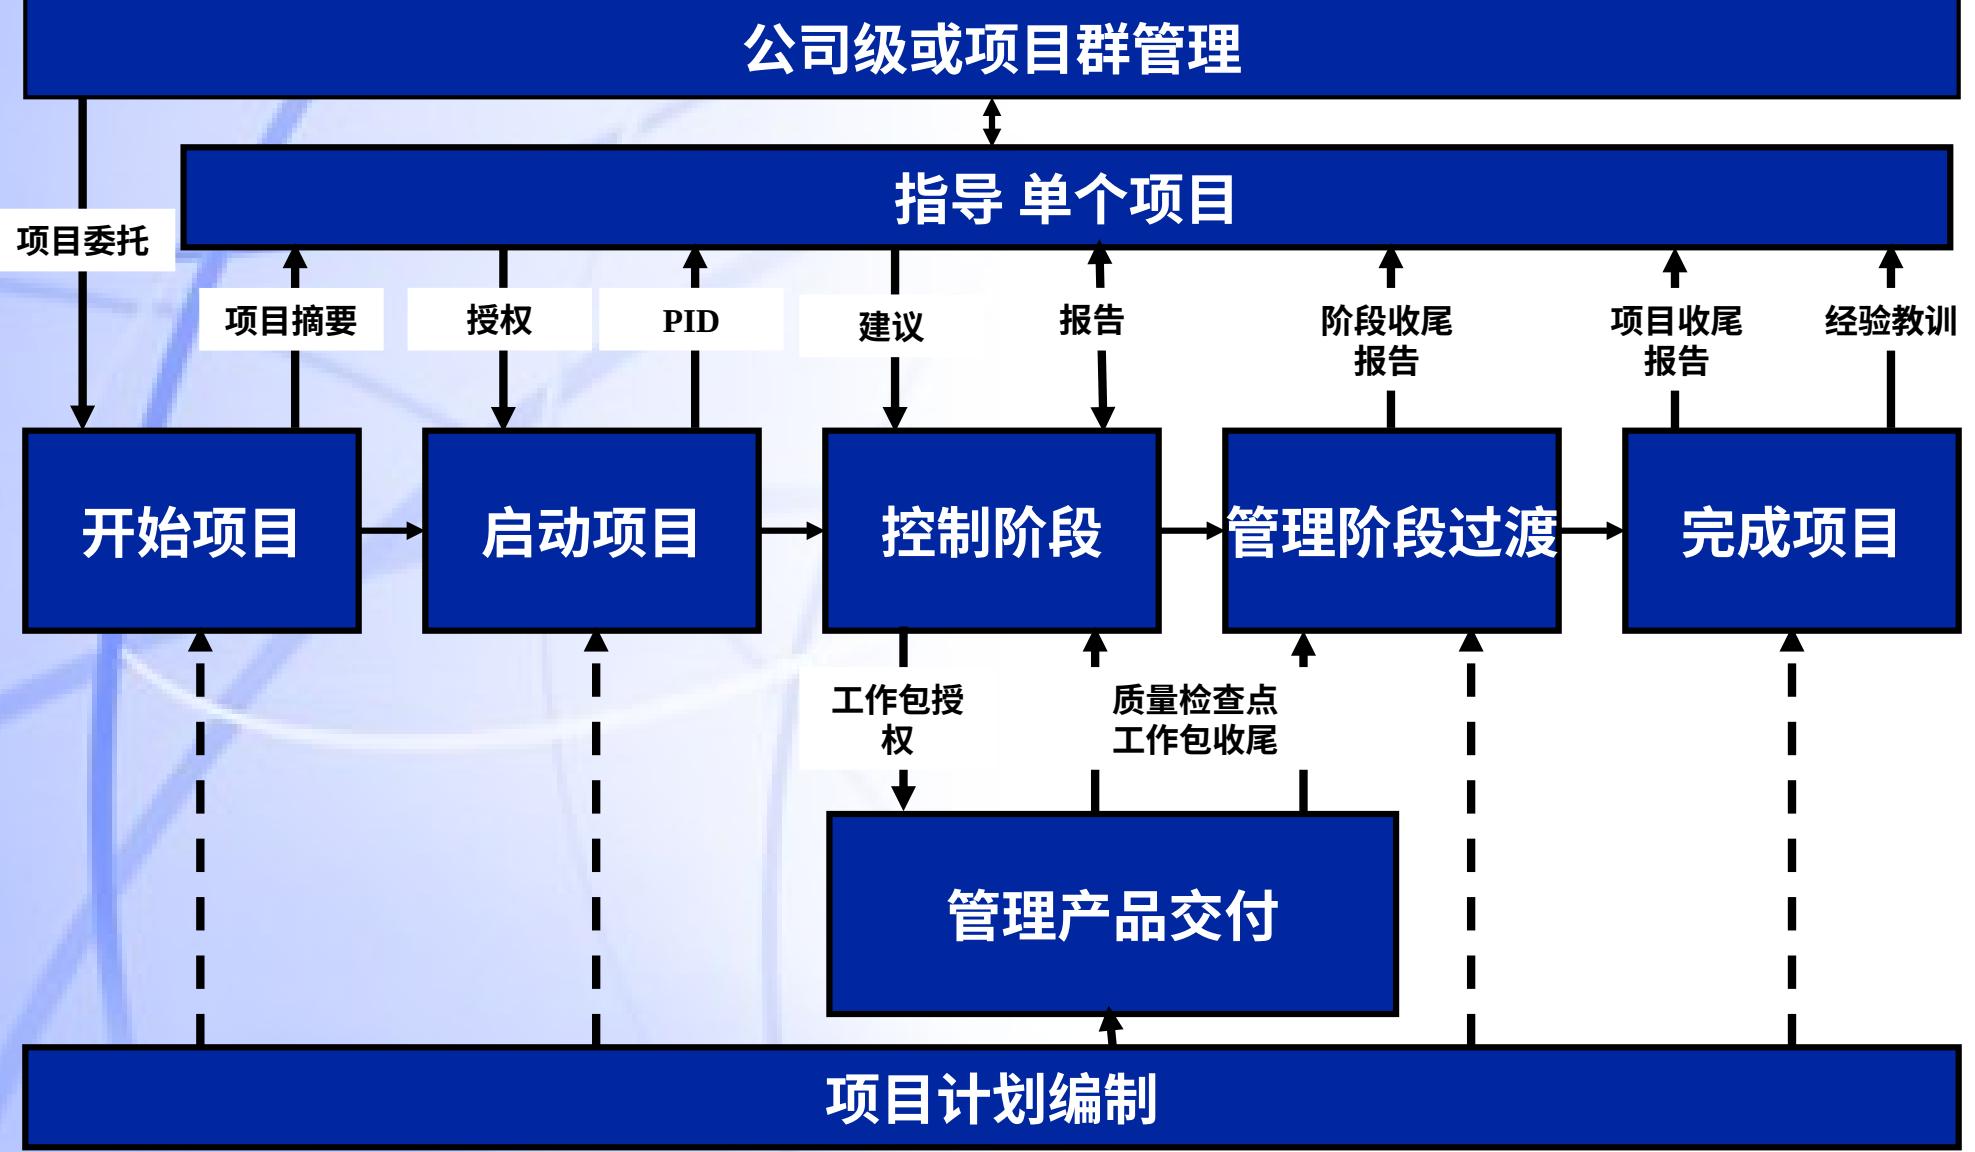 公司级或项目群管理
指导 单个项目
项目委托
项目摘要
授权
PID
建议
报告
阶段收尾
报告
项目收尾
报告
经验教训
开始项目
启动项目
控制阶段
管理阶段过渡
完成项目
工作包授
权
质量检查点
工作包收尾
管理产品交付
项目计划编制